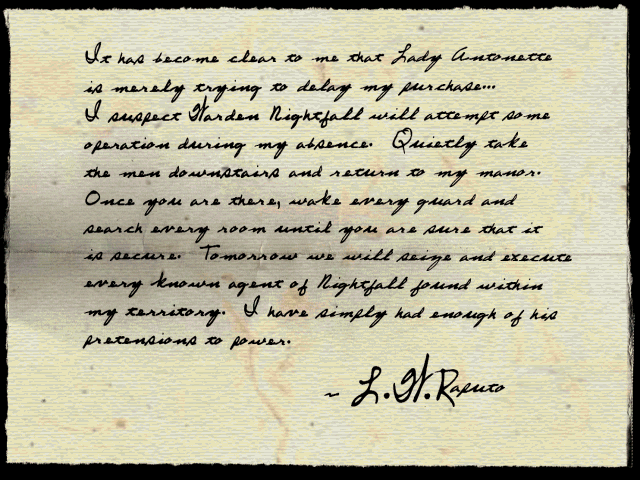 It has become clear to me that Lady Antonette
is merely trying to delay my purchase...
I suspect Warden Nightfall will attempt some
operation during my absence. Quietly take
the men downstairs and return to my manor.
Once you are there, wake every guard and
search every room until you are sure that it
is secure. Tomorrow we will seize and execute
every known agent of Nightfall found within
my territory. I have simply had enough of his
pretensions to power.
~ L.W.Raputo